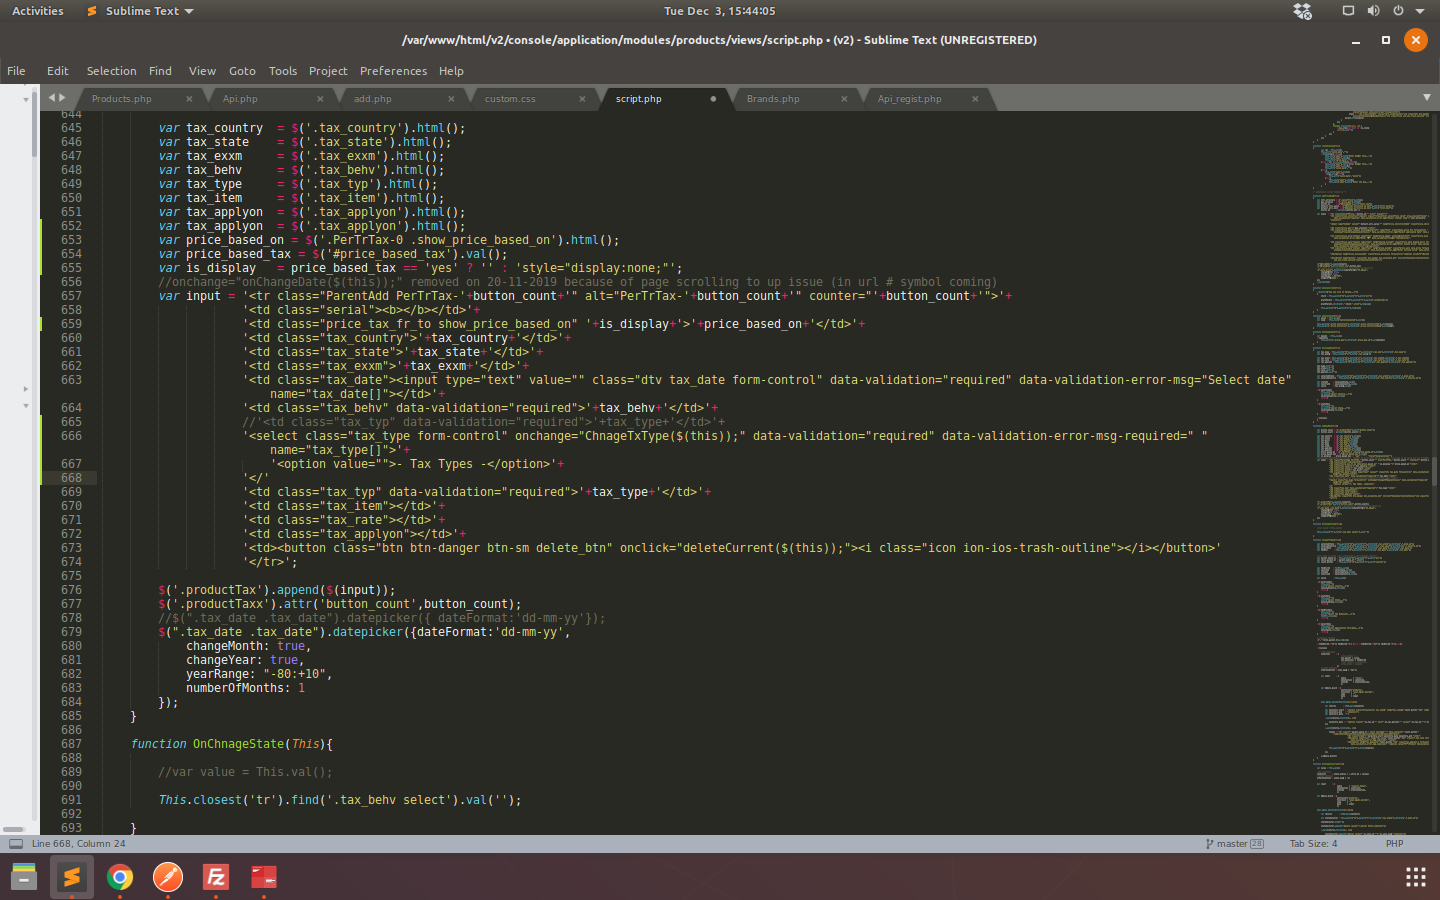 Activities
Sublime Text
Tue Dec  3, 15:44:05
/var/www/html/v2/console/application/modules/products/views/script.php • (v2) - Sublime Text (UNREGISTERED)
File Edit Selection Find View Goto Tools Project Preferences Help
Products.php Api.php add.php custom.css script.php Brands.php Api_regist.php
644
645 var tax_country  = $('.tax_country').html();
646 var tax_state    = $('.tax_state').html();
647 var tax_exxm     = $('.tax_exxm').html();
648 var tax_behv     = $('.tax_behv').html();
649 var tax_type     = $('.tax_typ').html();
650 var tax_item     = $('.tax_item').html();
651 var tax_applyon  = $('.tax_applyon').html();
652 var tax_applyon  = $('.tax_applyon').html();
653 var price_based_on = $('.PerTrTax-0 .show_price_based_on').html();
654 var price_based_tax = $('#price_based_tax').val();
655 var is_display   = price_based_tax == 'yes' ? '' : 'style="display:none;"';
656 //onchange="onChangeDate($(this));" removed on 20-11-2019 because of page scrolling to up issue (in url # symbol coming)
657 var input = '<tr class="ParentAdd PerTrTax-'+button_count+'" alt="PerTrTax-'+button_count+'" counter="'+button_count+'">'+
658 '<td class="serial"><b></b></td>'+
659 '<td class="price_tax_fr_to show_price_based_on" '+is_display+'>'+price_based_on+'</td>'+
660 '<td class="tax_country">'+tax_country+'</td>'+
661 '<td class="tax_state">'+tax_state+'</td>'+
662 '<td class="tax_exxm">'+tax_exxm+'</td>'+
663 '<td class="tax_date"><input type="text" value="" class="dtv tax_date form-control" data-validation="required" data-validation-error-msg="Select date"
name="tax_date[]"></td>'+
664 '<td class="tax_behv" data-validation="required">'+tax_behv+'</td>'+
665 //'<td class="tax_typ" data-validation="required">'+tax_type+'</td>'+
666 '<select class="tax_type form-control" onchange="ChnageTxType($(this));" data-validation="required" data-validation-error-msg-required=" "
name="tax_type[]">'+
667 '<option value="">- Tax Types -</option>'+
668 '</'
669 '<td class="tax_typ" data-validation="required">'+tax_type+'</td>'+
670 '<td class="tax_item"></td>'+
671 '<td class="tax_rate"></td>'+
672 '<td class="tax_applyon"></td>'+
673 '<td><button class="btn btn-danger btn-sm delete_btn" onclick="deleteCurrent($(this));"><i class="icon ion-ios-trash-outline"></i></button>'
674 '</tr>';
675
676 $('.productTax').append($(input));
677 $('.productTaxx').attr('button_count',button_count);
678 //$(".tax_date .tax_date").datepicker({ dateFormat:'dd-mm-yy'});
679 $(".tax_date .tax_date").datepicker({dateFormat:'dd-mm-yy',
680 changeMonth: true,
681 changeYear: true,
682 yearRange: "-80:+10",
683 numberOfMonths: 1
684 });
685 }
686
687 function OnChnageState(This){
688
689 //var value = This.val();
690
691 This.closest('tr').find('.tax_behv select').val('');
692
693 }
Line 668, Column 24
master 28
Tab Size: 4
PHP